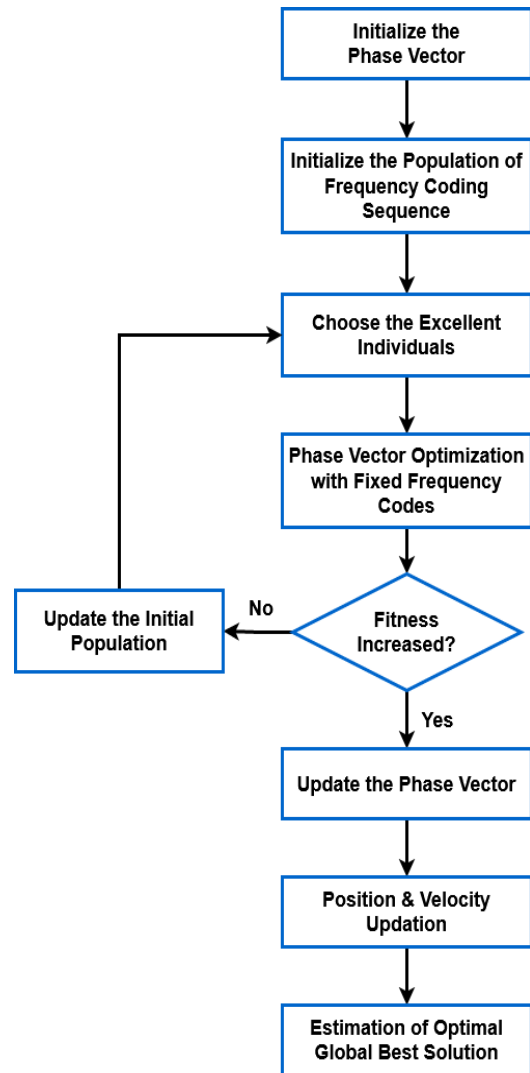 Initialize the
Phase Vector
Initialize the Population of
Frequency Coding
Sequence
Choose the Excellent
Individuals
Phase Vector Optimization
with Fixed Frequency
Codes
Fitness
Increased?
No
Update the Initial
Population
Yes
Update the Phase Vector
Position & Velocity
Updation
Estimation of Optimal
Global Best Solution